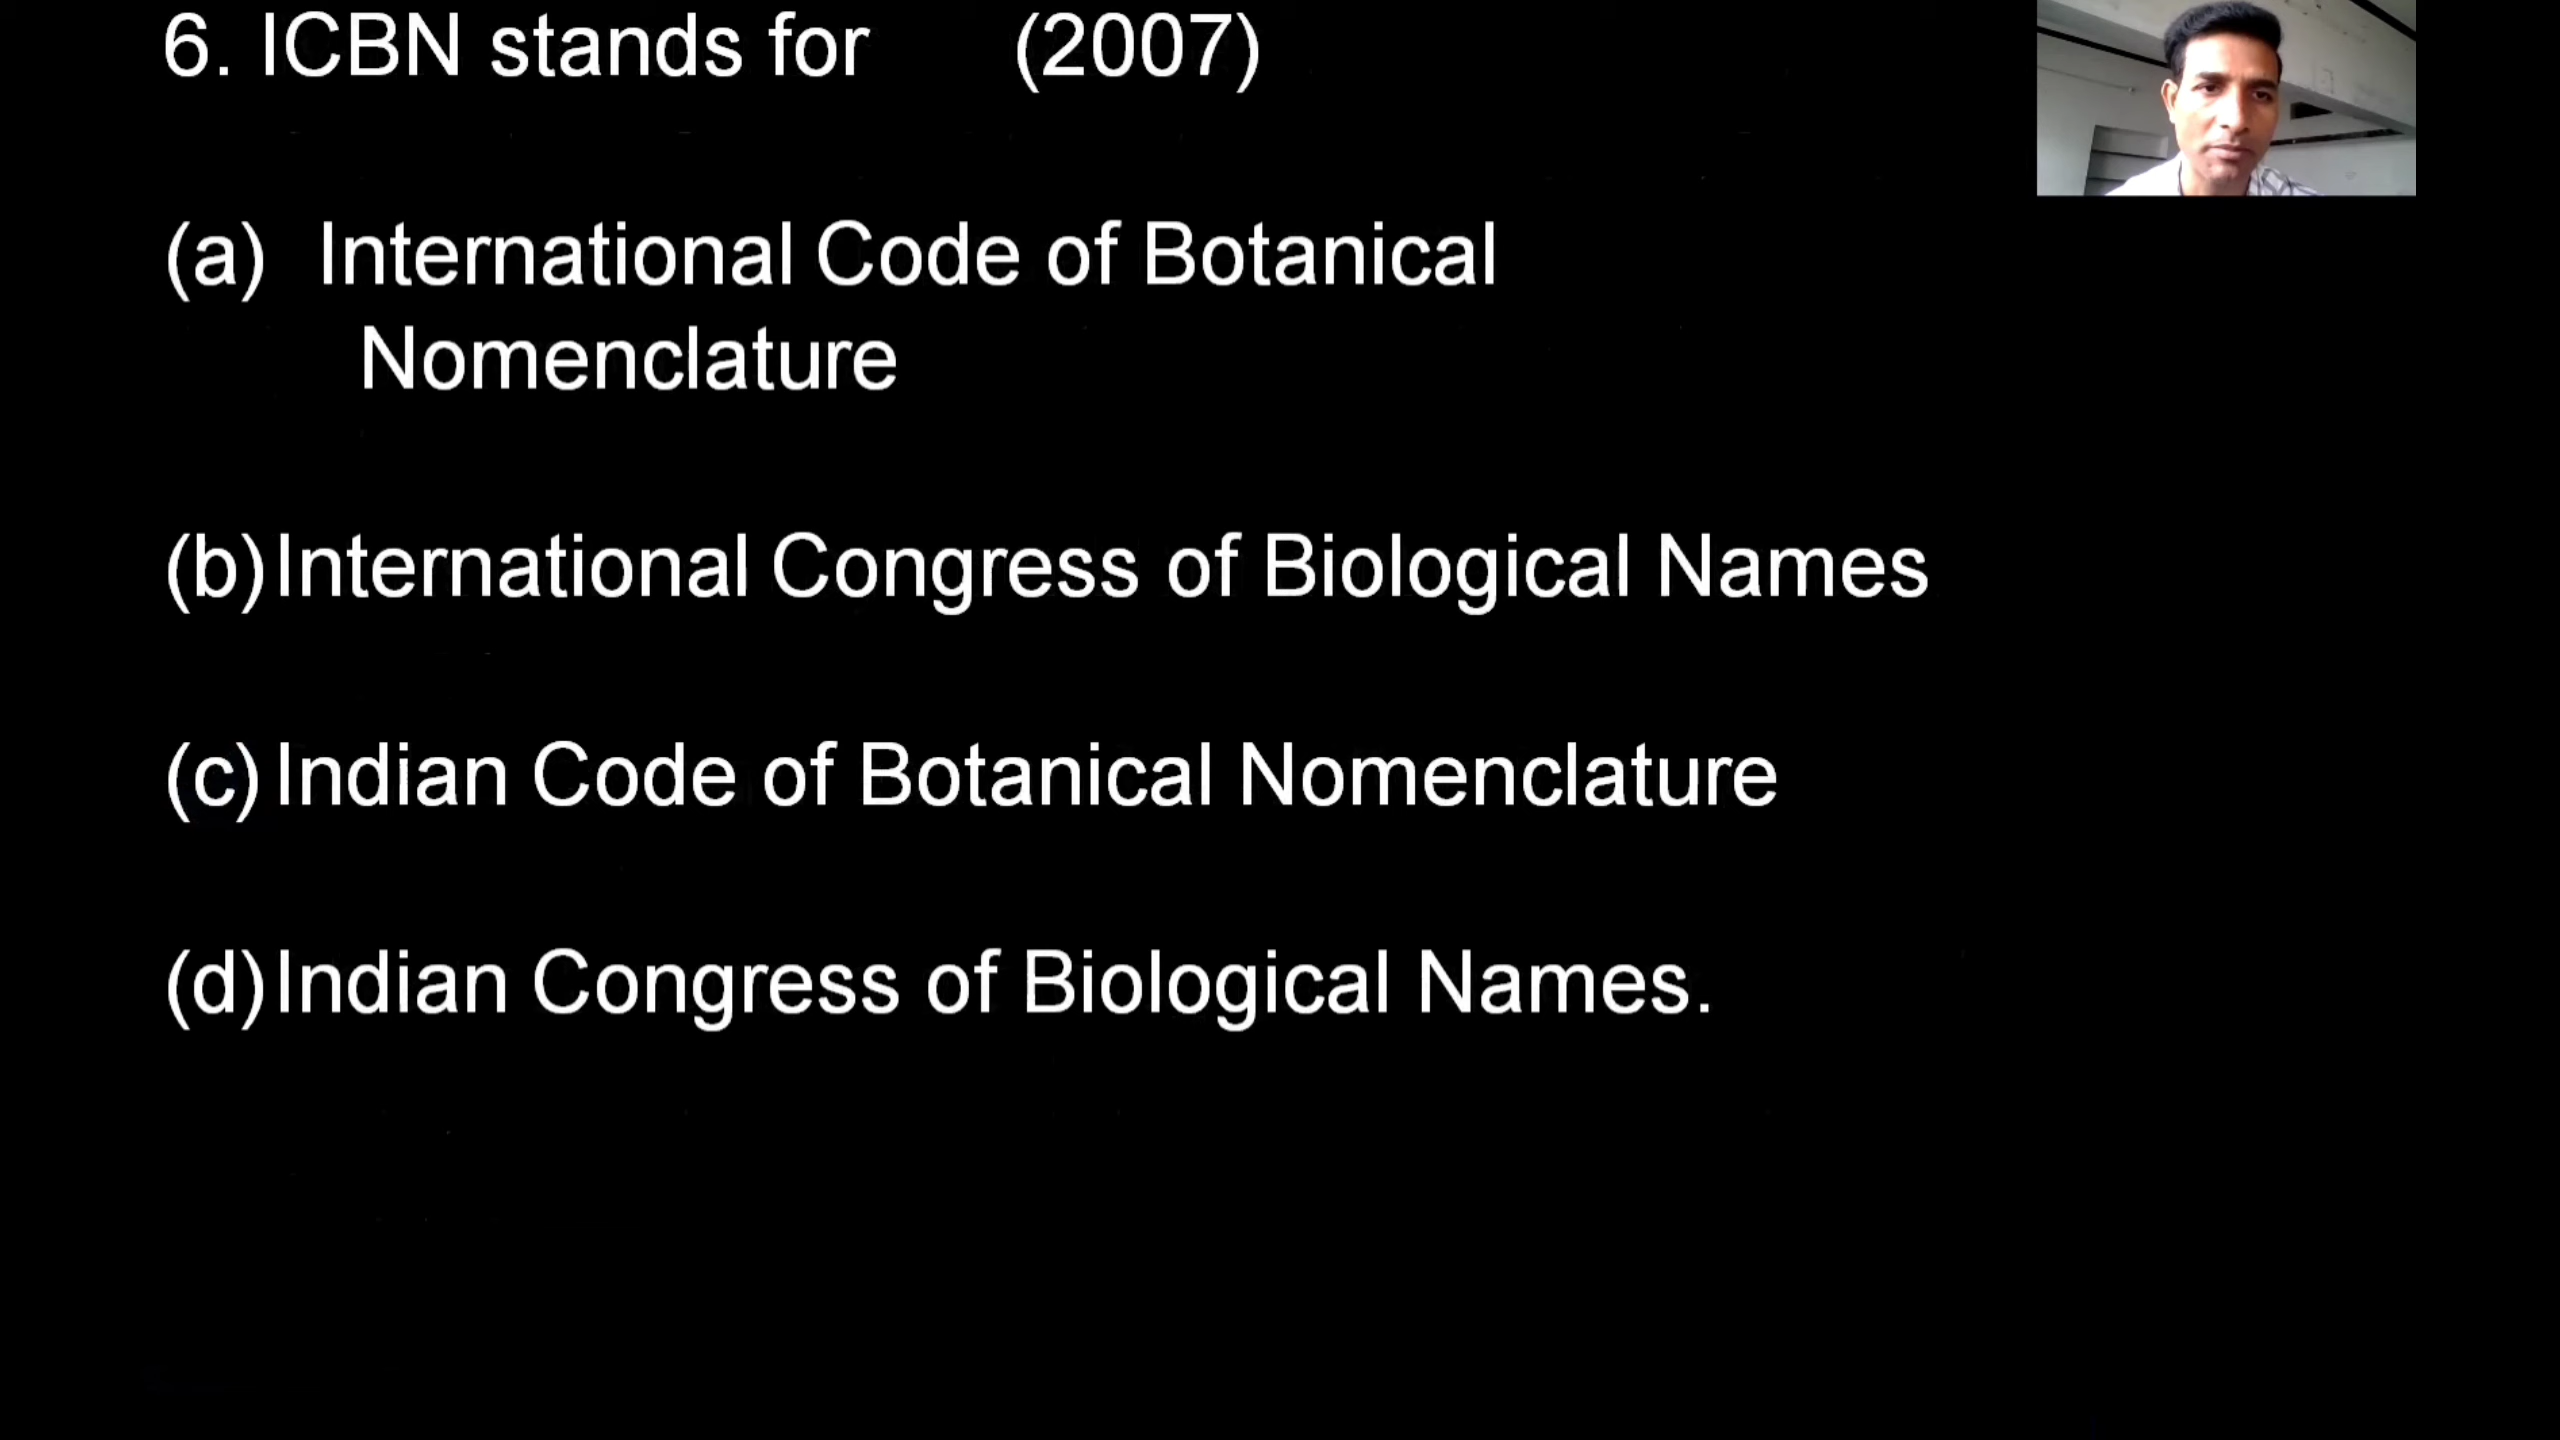 6. ICBN stands for (2007)
(a) International Code of Botanical
Nomenclature
(b) International Congress of Biological Names
(c) Indian Code of Botanical Nomenclature
(d) Indian Congress of Biological Names.